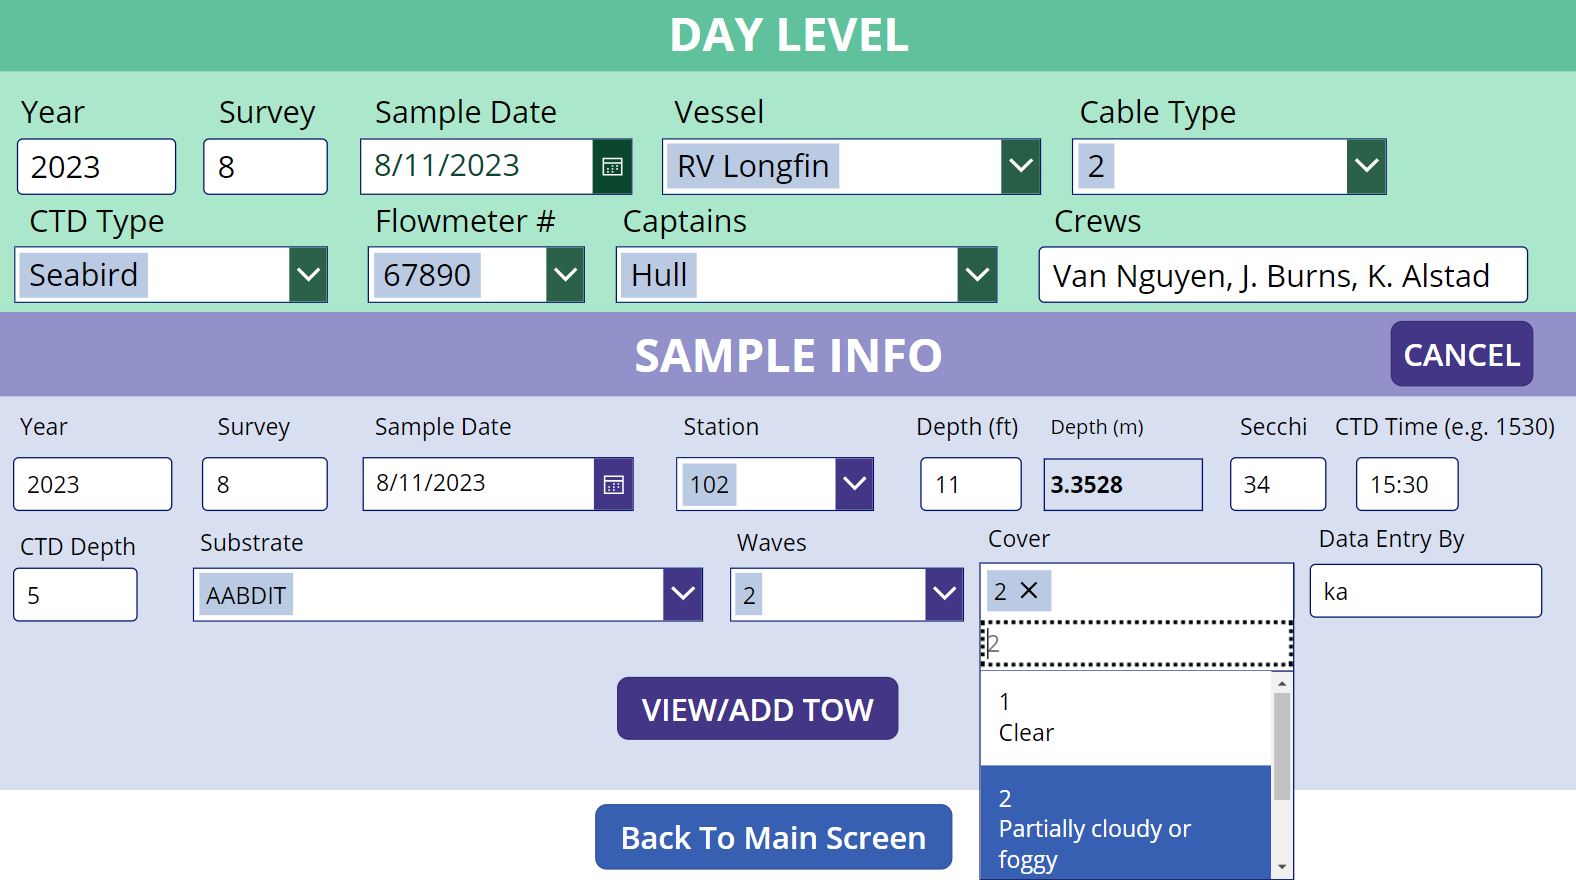 DAY LEVEL
Year Survey Sample Date Vessel Cable Type
2023 8 8/11/2023 RV Longfin 2
CTD Type Flowmeter # Captains Crews
Seabird 67890 Hull Van Nguyen, J. Burns, K. Alstad
SAMPLE INFO CANCEL
Year Survey Sample Date Station Depth (ft) Depth (m) Secchi CTD Time (e.g. 1530)
2023 8 8/11/2023 102 11 3.3528 34 15:30
CTD Depth Substrate Waves Cover Data Entry By
5 AABDIT 2 2 ka
2
1
Clear
VIEW/ADD TOW
2
Partially cloudy or
foggy
Back To Main Screen